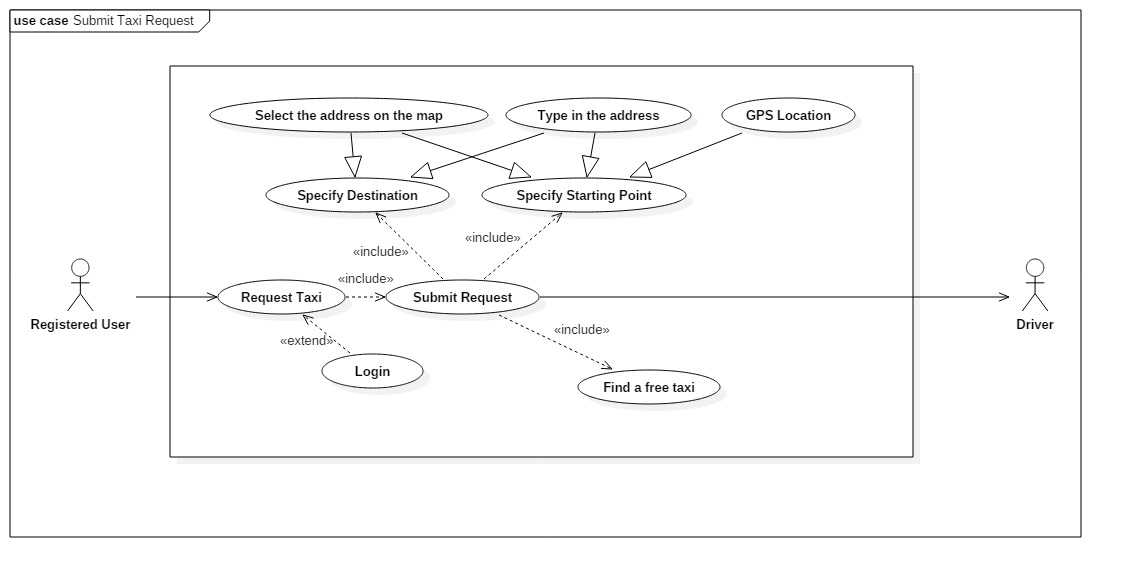 use case Submit Taxi Request
Select the address on the map
Type in the address
GPS Location
Specify Destination
Specify Starting Point
«include»
«include»
«include»
Request Taxi
Submit Request
Registered User
Driver
«extend»
«include»
Login
Find a free taxi